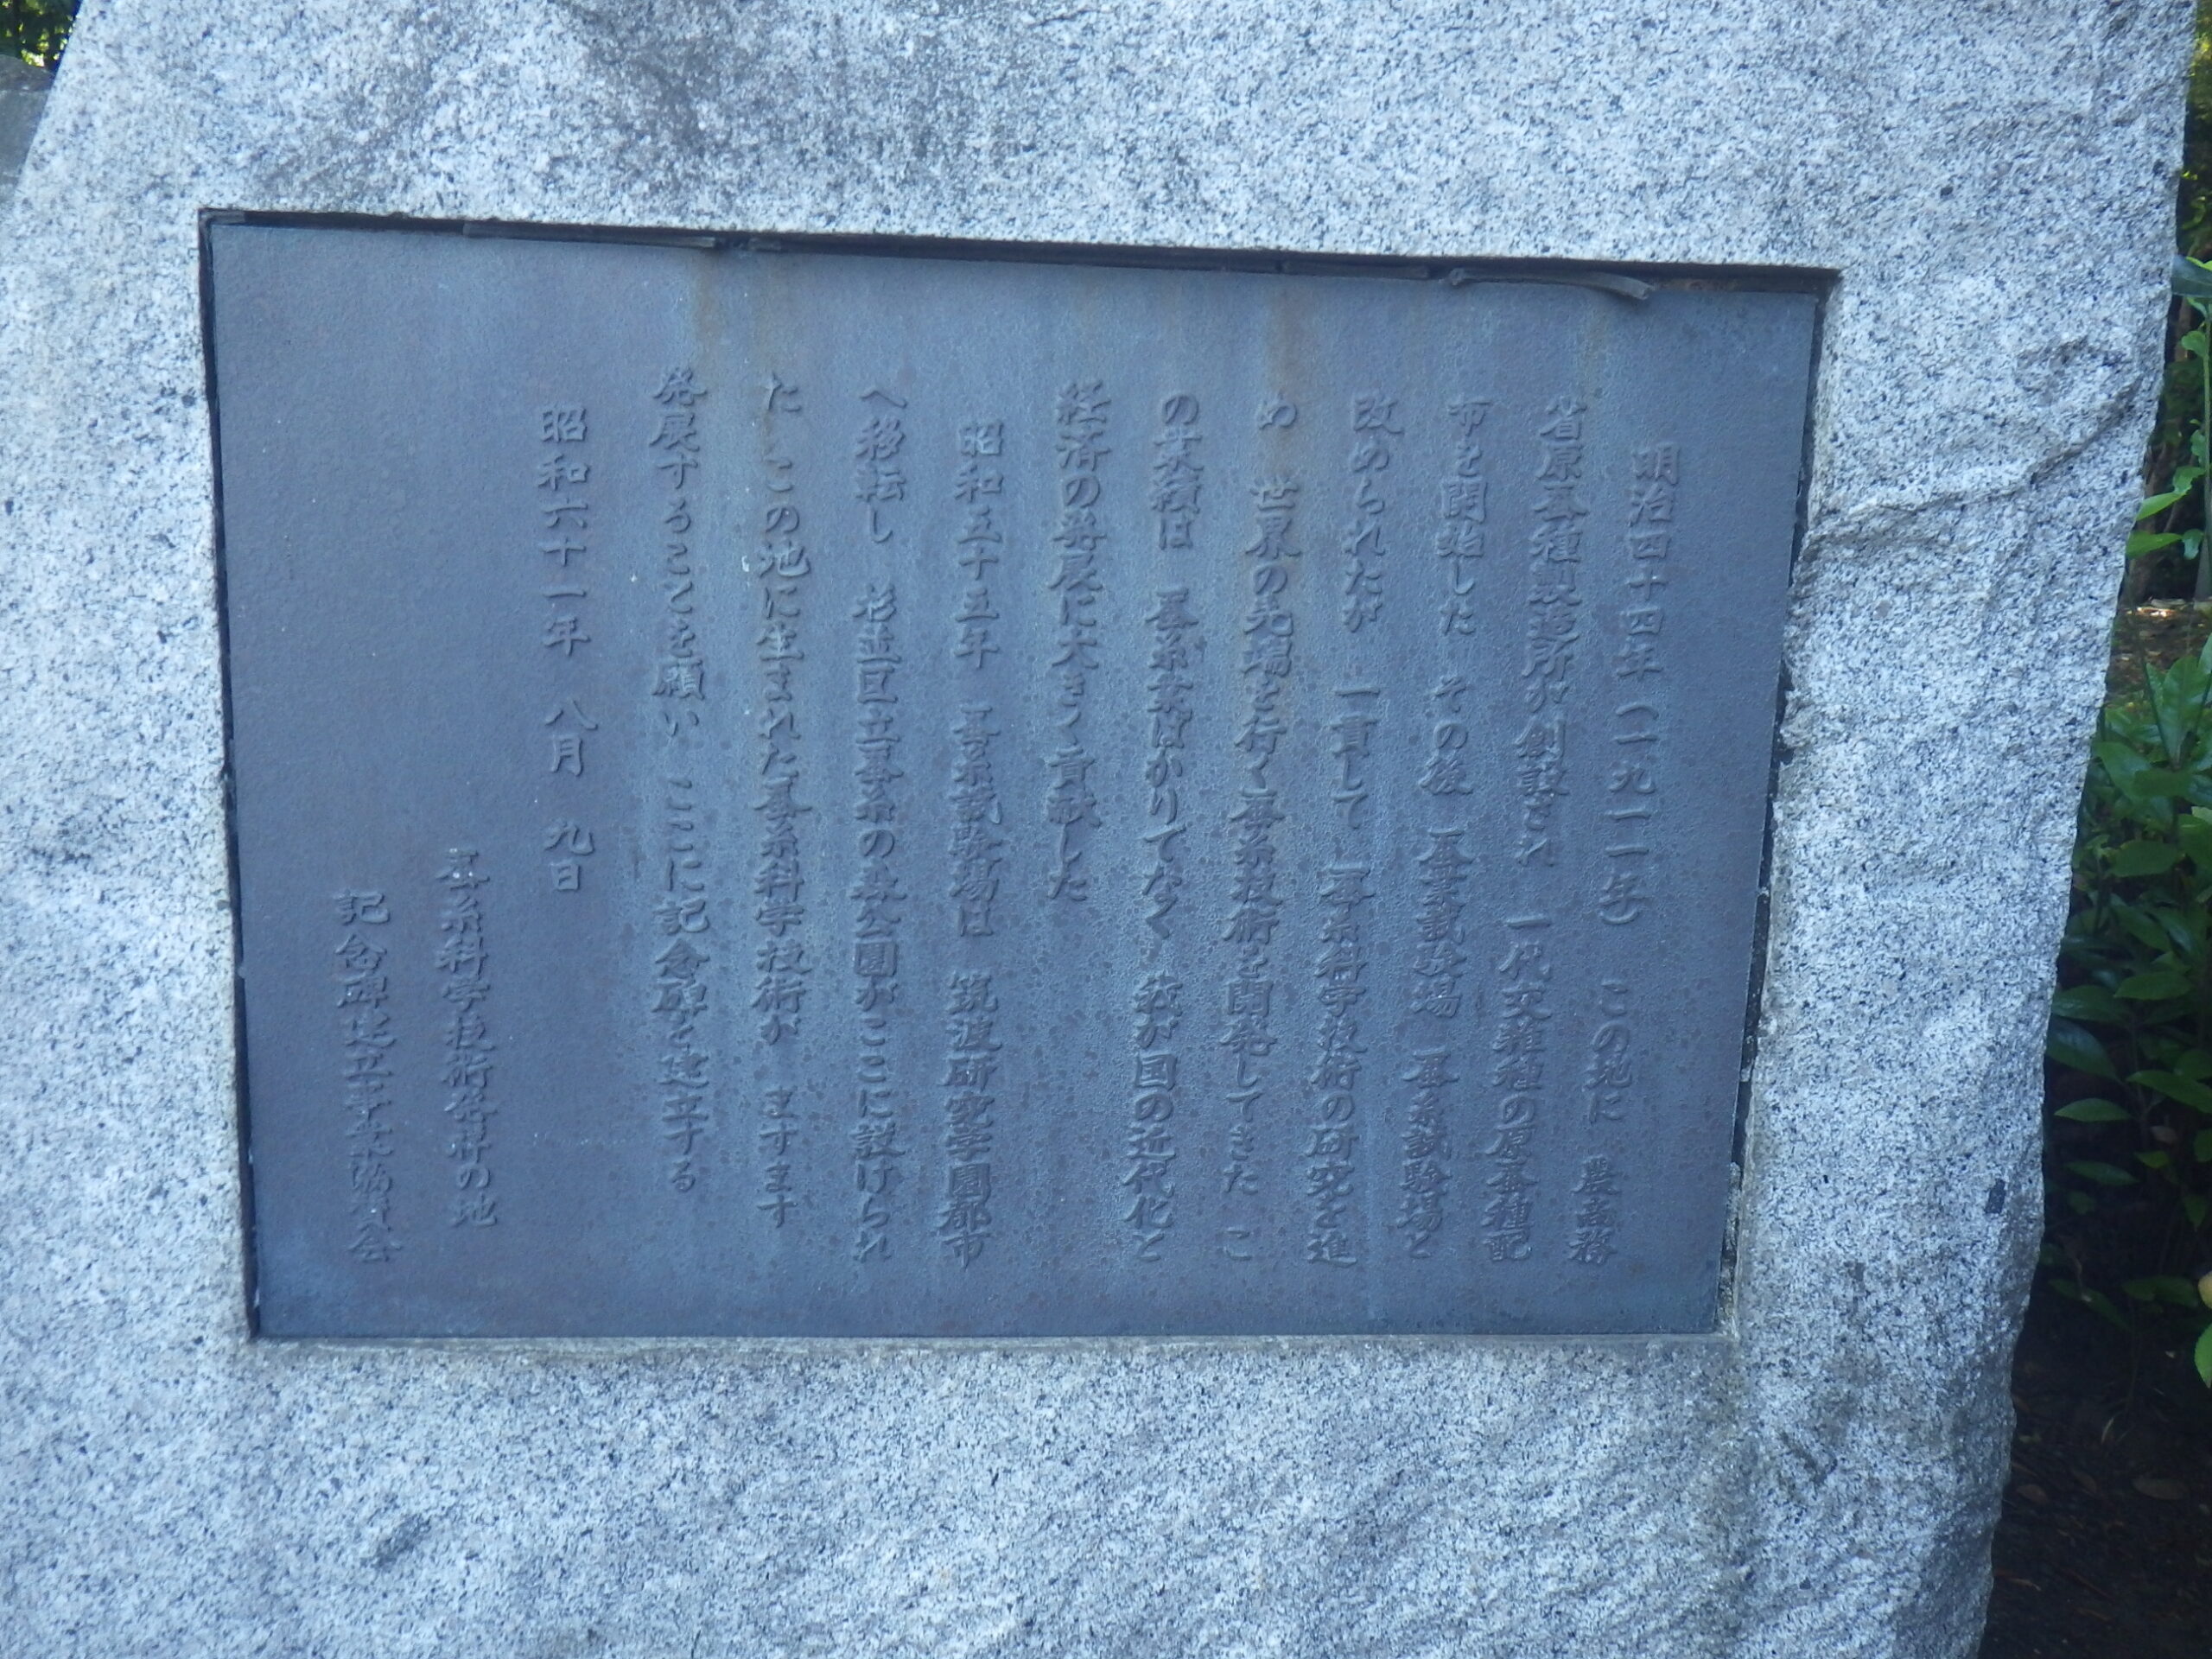 明治四十四年(一九一一年) この地に 農商務
省原蚕種製造所が創設され 一代交雑種の原蚕種配
布を開始した その後 蚕業試験場 蚕糸試験場と
改められたが 一貫して 蚕糸科学技術の研究を進
め 世界の先端を行く蚕糸技術を開発してきた こ
の業績は 蚕糸業ばかりでなく 我が国の近代化と
経済の発展に大きく貢献した
昭和五十五年 蚕糸試験場は 筑波研究学園都市
へ移転し 杉並区立蚕糸の森公園がここに設けられ
た この地に生まれた蚕糸科学技術が ますます
発展することを願い ここに記念碑を建立する
昭和六十一年 八月 九日
蚕糸科学技術発祥の地
記念碑建立事業協賛会